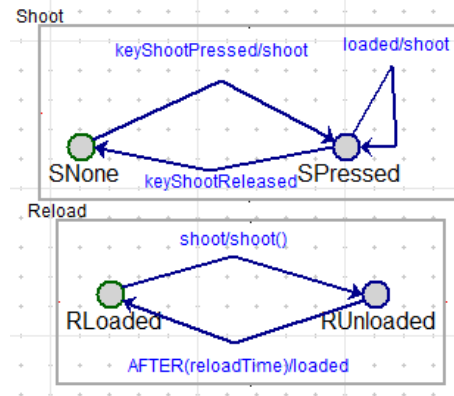 Shoot
keyShootPressed/shoot
loaded/shoot
SNone
SPressed
keyShootReleased
Reload
shoot/shoot()
RLoaded
RUnloaded
AFTER(reloadTime)/loaded